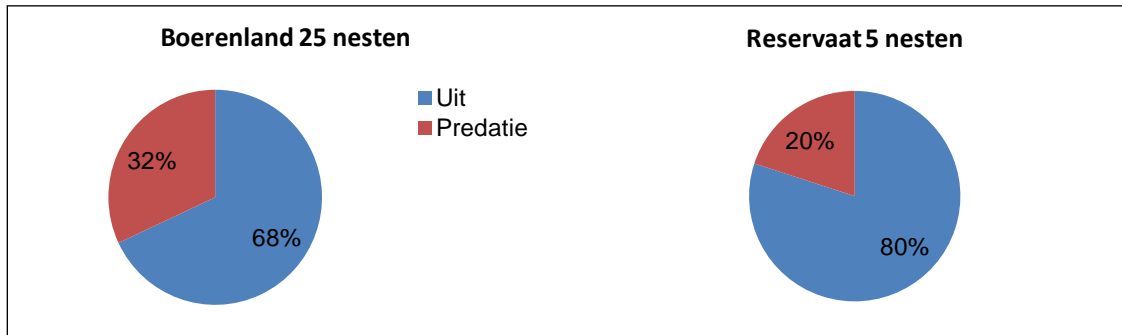 Boerenland 25 nesten
Reservaat 5 nesten
Uit
Predatie
32%
68%
20%
80%